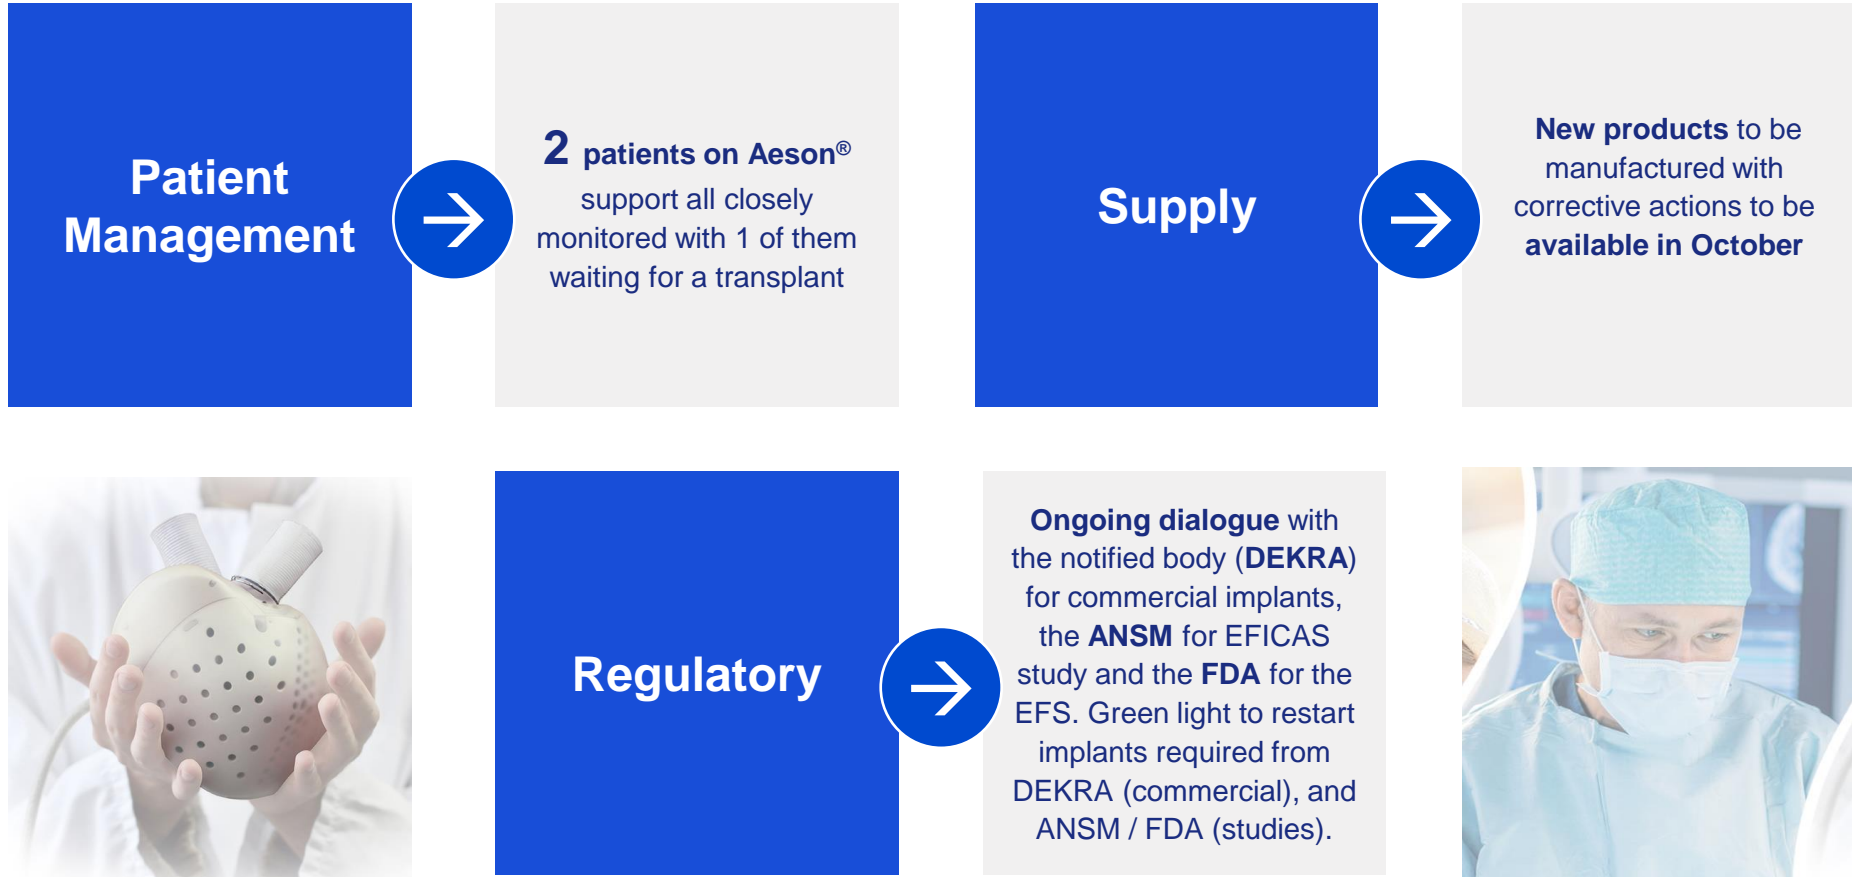 Patient
Management
2 patients on Aeson®
support all closely
monitored with 1 of them
waiting for a transplant
Supply
New products to be
manufactured with
corrective actions to be
available in October
Regulatory
Ongoing dialogue with
the notified body (DEKRA)
for commercial implants,
the ANSM for EFICAS
study and the FDA for the
EFS. Green light to restart
implants required from
DEKRA (commercial), and
ANSM / FDA (studies).